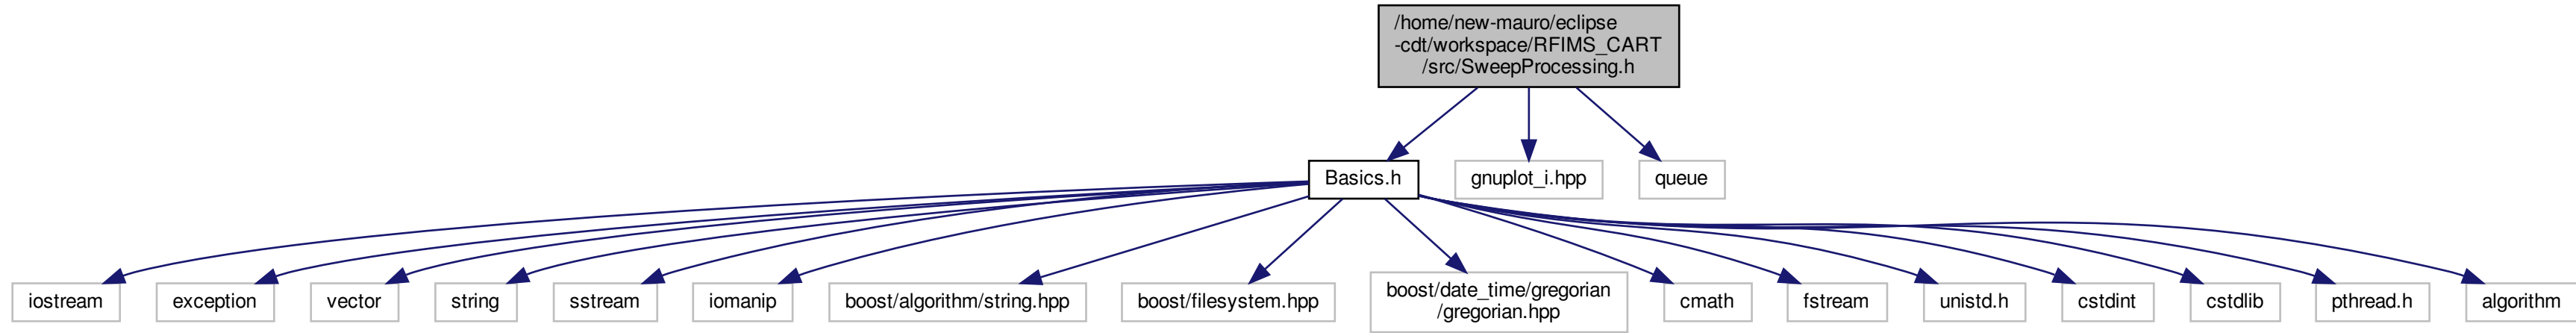 /home/new-mauro/eclipse
-cdt/workspace/RFIMS_CART
/src/SweepProcessing.h
Basics.h
gnuplot_i.hpp
queue
iostream
exception
vector
string
sstream
iomanip
boost/algorithm/string.hpp
boost/filesystem.hpp
boost/date_time/gregorian
/gregorian.hpp
cmath
fstream
unistd.h
cstdint
cstdlib
pthread.h
algorithm